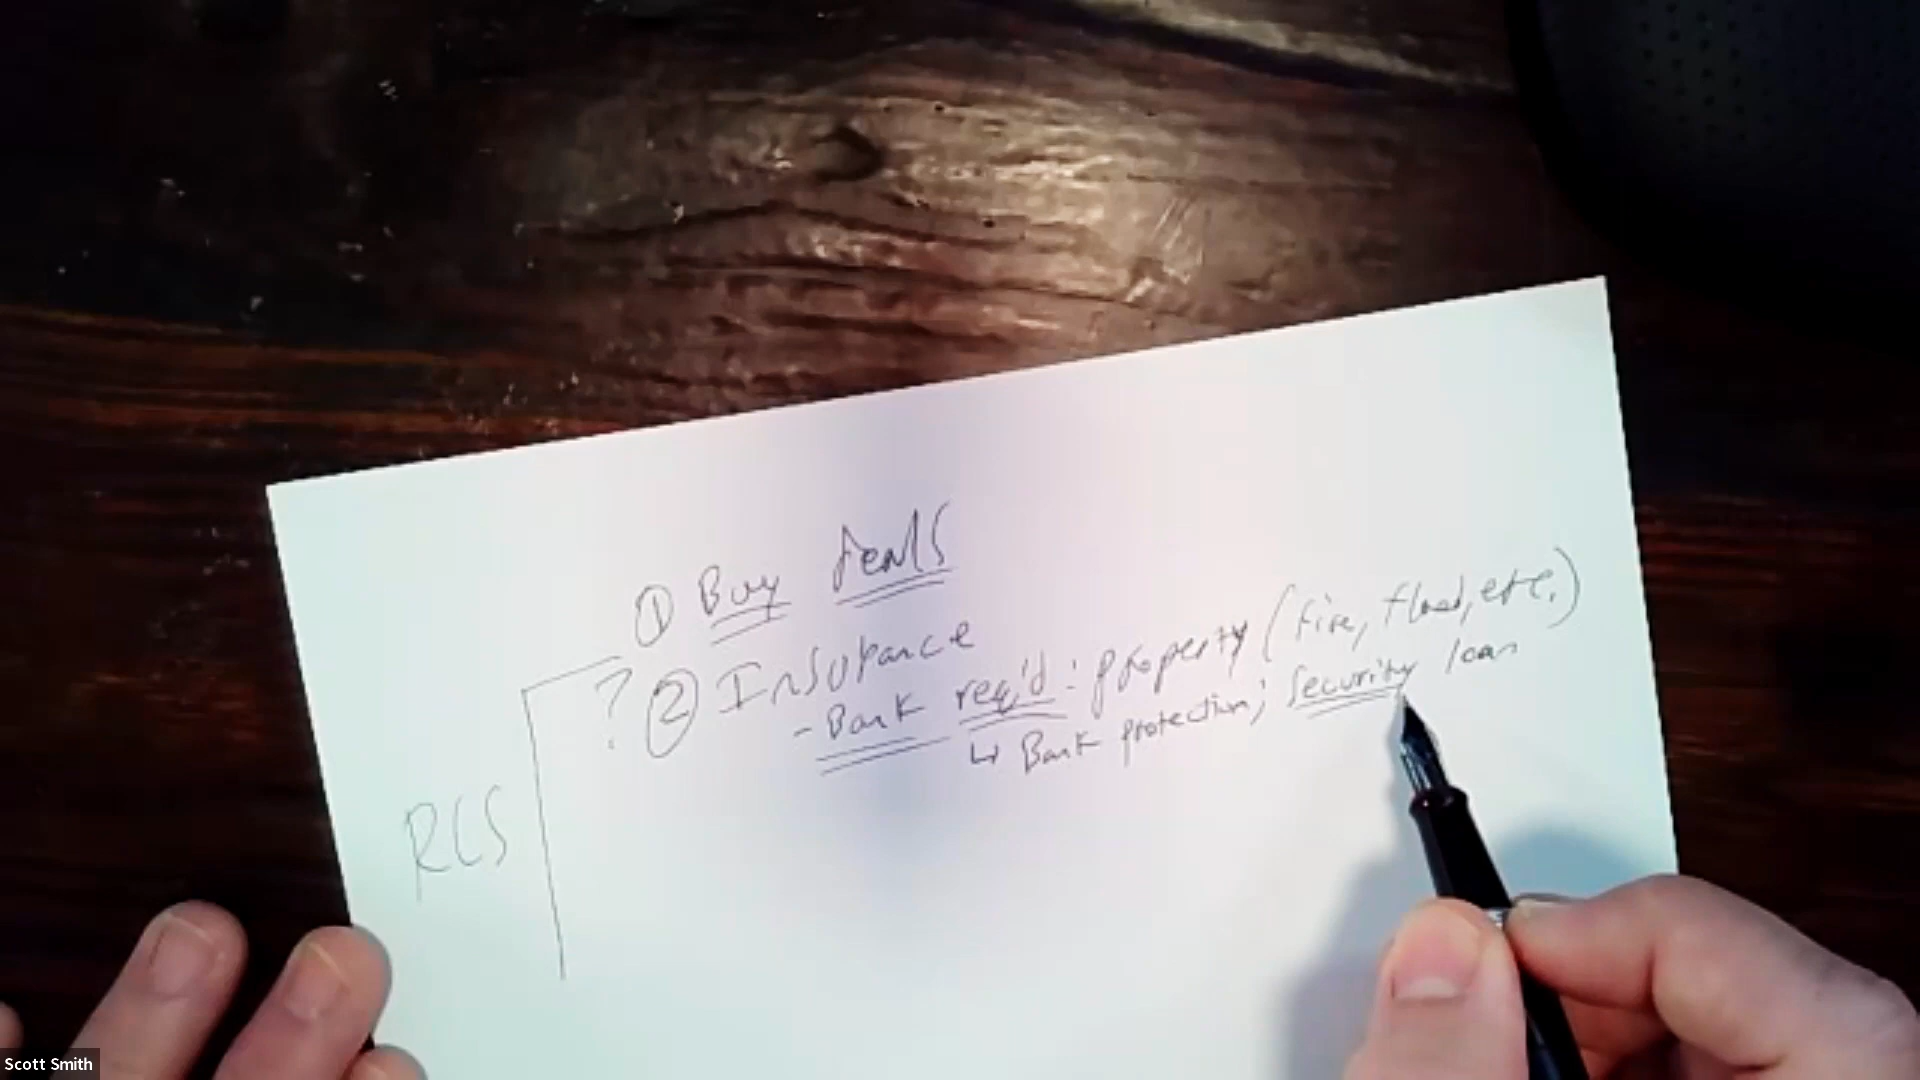 ① Buy deals
? ② Insurance
- Bank req'd : property (fire, flood, etc.)
↳ Bank protection; security loan
RCS
Scott Smith